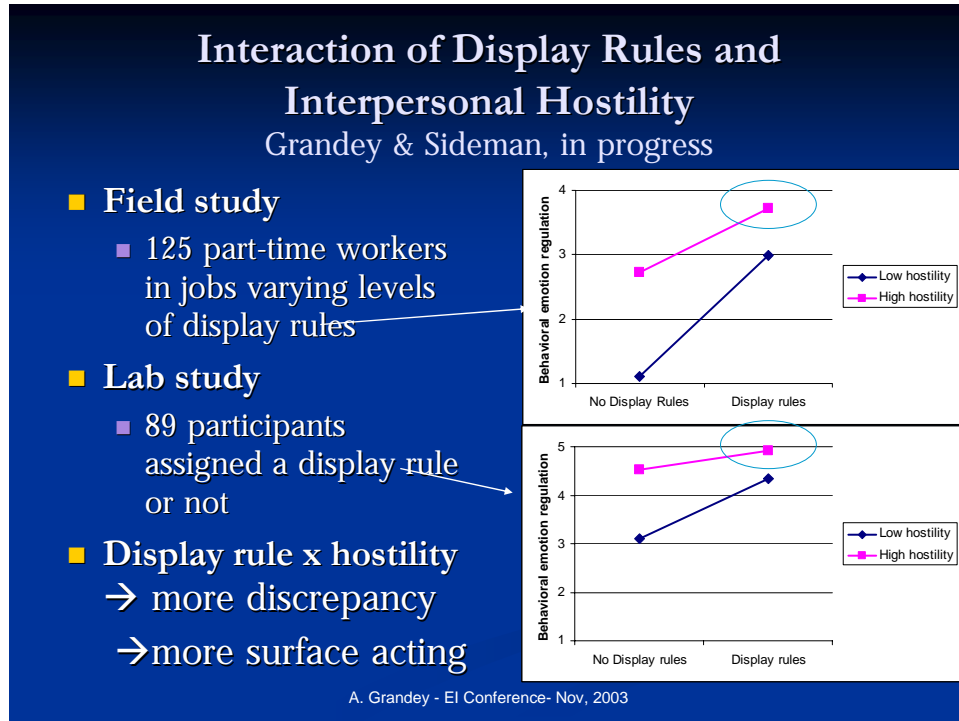 Interaction of Display Rules and
Interpersonal Hostility
Grandey & Sideman, in progress
Field study
125 part-time workers
in jobs varying levels
of display rules
Lab study
89 participants
assigned a display rule
or not
Display rule x hostility
→ more discrepancy
→more surface acting
Behavioral emotion regulation
4
3
2
1
No Display Rules
Display rules
Low hostility
High hostility
Behavioral emotion regulation
5
4
3
2
1
No Display rules
Display rules
Low hostility
High hostility
A. Grandey - EI Conference- Nov, 2003